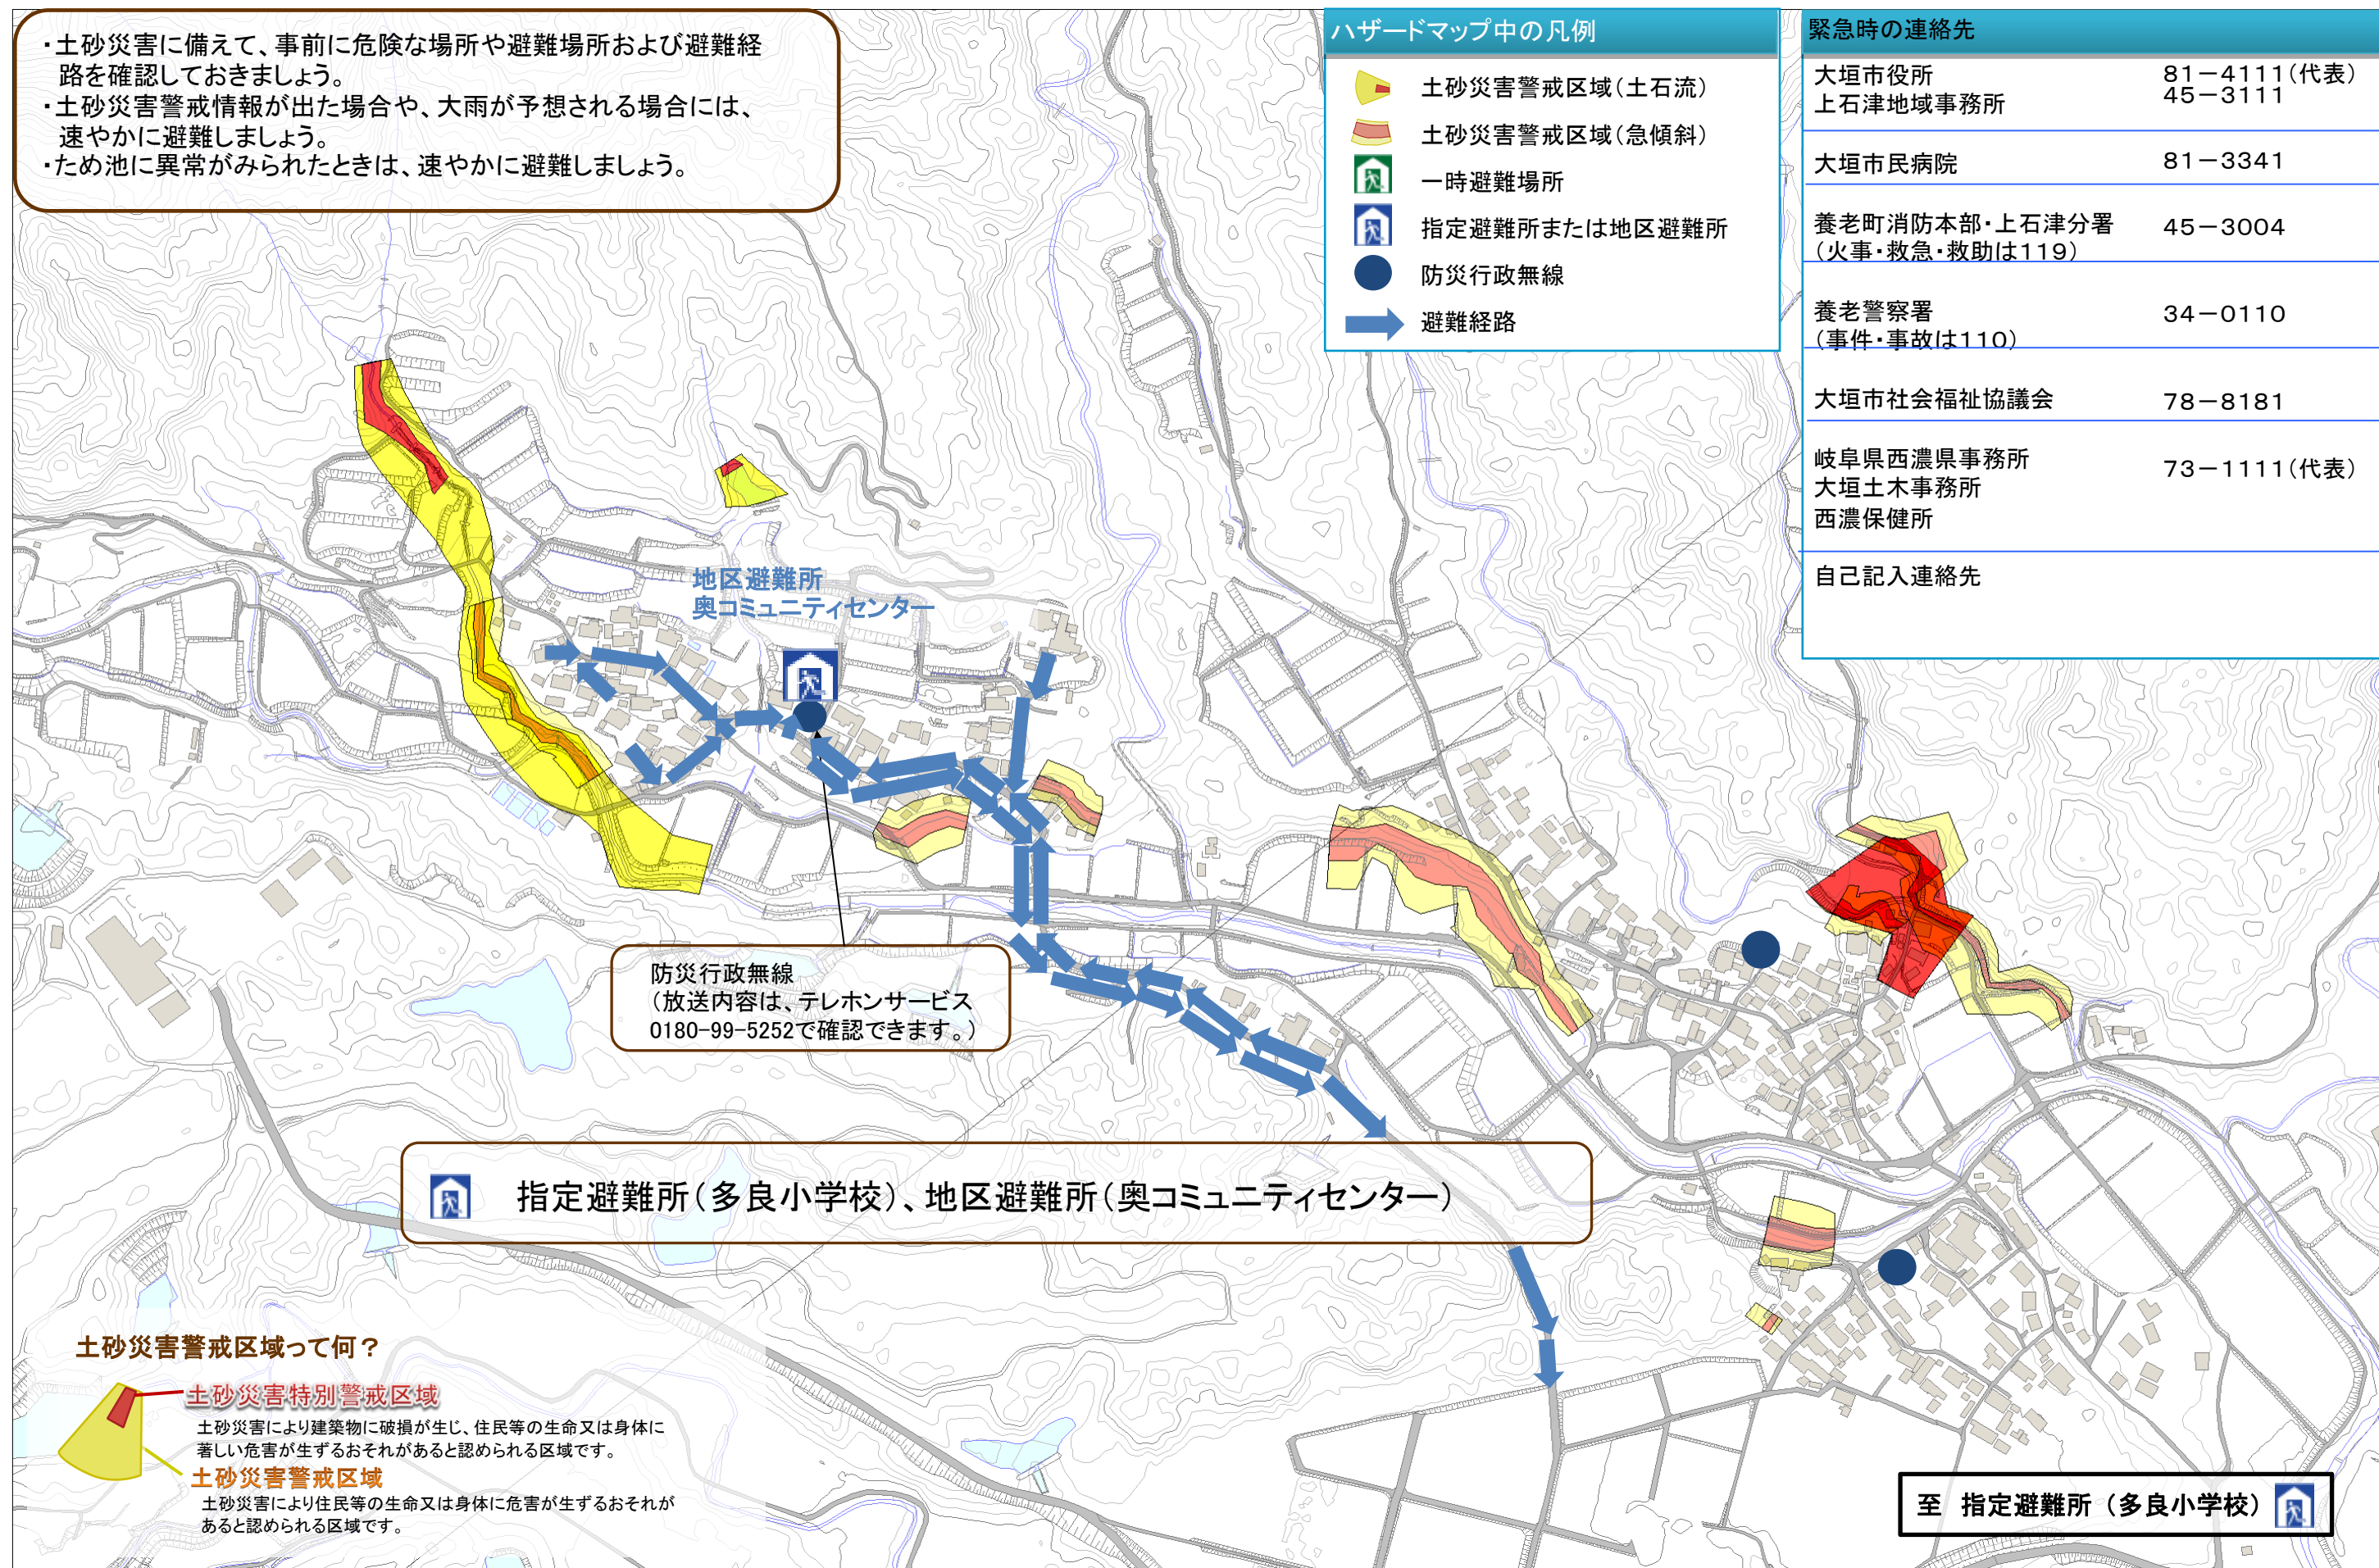 ・土砂災害に備えて、事前に危険な場所や避難場所および避難経
路を確認しておきましょう。
・土砂災害警戒情報が出た場合や、大雨が予想される場合には、
速やかに避難しましょう。
・ため池に異常がみられたときは、速やかに避難しましょう。
ハザードマップ中の凡例
土砂災害警戒区域（土石流）
土砂災害警戒区域（急傾斜）
一時避難場所
指定避難所または地区避難所
防災行政無線
避難経路
緊急時の連絡先
大垣市役所 81－4111（代表）
上石津地域事務所 45－3111
大垣市民病院 81－3341
養老町消防本部・上石津分署 45－3004
（火事・救急・救助は119）
養老警察署 34－0110
（事件・事故は110）
大垣市社会福祉協議会 78－8181
岐阜県西濃県事務所 73－1111（代表）
大垣土木事務所
西濃保健所
自己記入連絡先
地区避難所
奥コミュニティセンター
防災行政無線
（放送内容は、テレホンサービス
0180-99-5252で確認できます。）
指定避難所（多良小学校）、地区避難所（奥コミュニティセンター）
土砂災害警戒区域って何？
土砂災害特別警戒区域
土砂災害により建築物に破損が生じ、住民等の生命又は身体に
著しい危害が生ずるおそれがあると認められる区域です。
土砂災害警戒区域
土砂災害により住民等の生命又は身体に危害が生ずるおそれが
あると認められる区域です。
至 指定避難所（多良小学校）